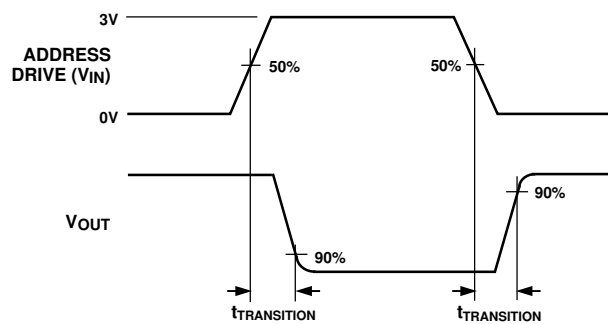 3V
ADDRESS
DRIVE (VIN)
50%
50%
0V
90%
VOUT
90%
tTRANSITION
tTRANSITION